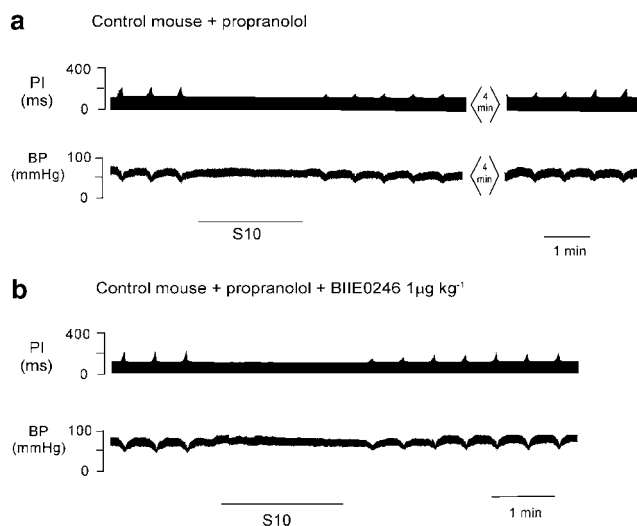 a
Control mouse + propranolol
PI
(ms)
400
0
4
min
4
min
BP
(mmHg)
100
0
S10
1 min
b
Control mouse + propranolol + BIIE0246 1µg kg⁻¹
PI
(ms)
400
0
BP
(mmHg)
100
0
S10
1 min